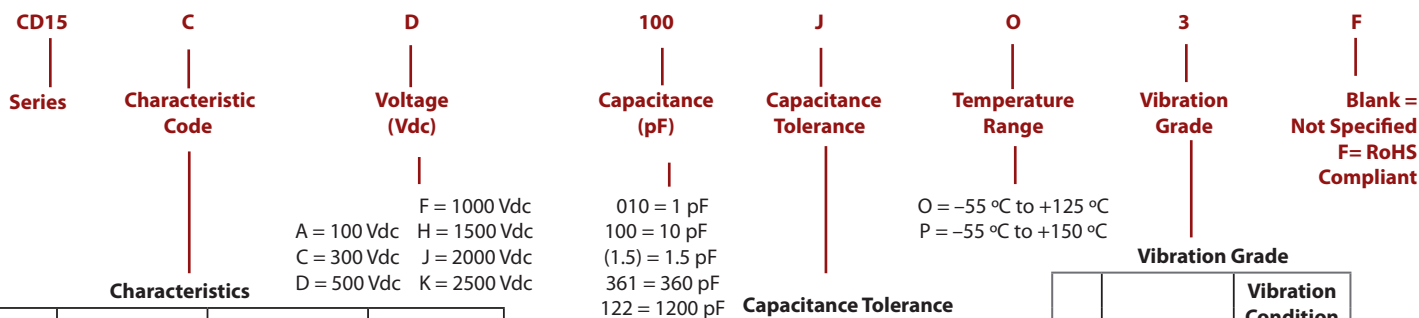 CD15 C D 100 J O 3 F
Series
Characteristic
Code
Voltage
(Vdc)
Capacitance
(pF)
Capacitance
Tolerance
Temperature
Range
Vibration
Grade
Blank =
Not Specified
F= RoHS
Compliant
F = 1000 Vdc
A = 100 Vdc H = 1500 Vdc
C = 300 Vdc J = 2000 Vdc
D = 500 Vdc K = 2500 Vdc
010 = 1 pF
100 = 10 pF
(1.5) = 1.5 pF
361 = 360 pF
122 = 1200 pF
O = –55 ºC to +125 ºC
P = –55 ºC to +150 ºC
Characteristics
Capacitance Tolerance
Vibration Grade
Vibration
Condition